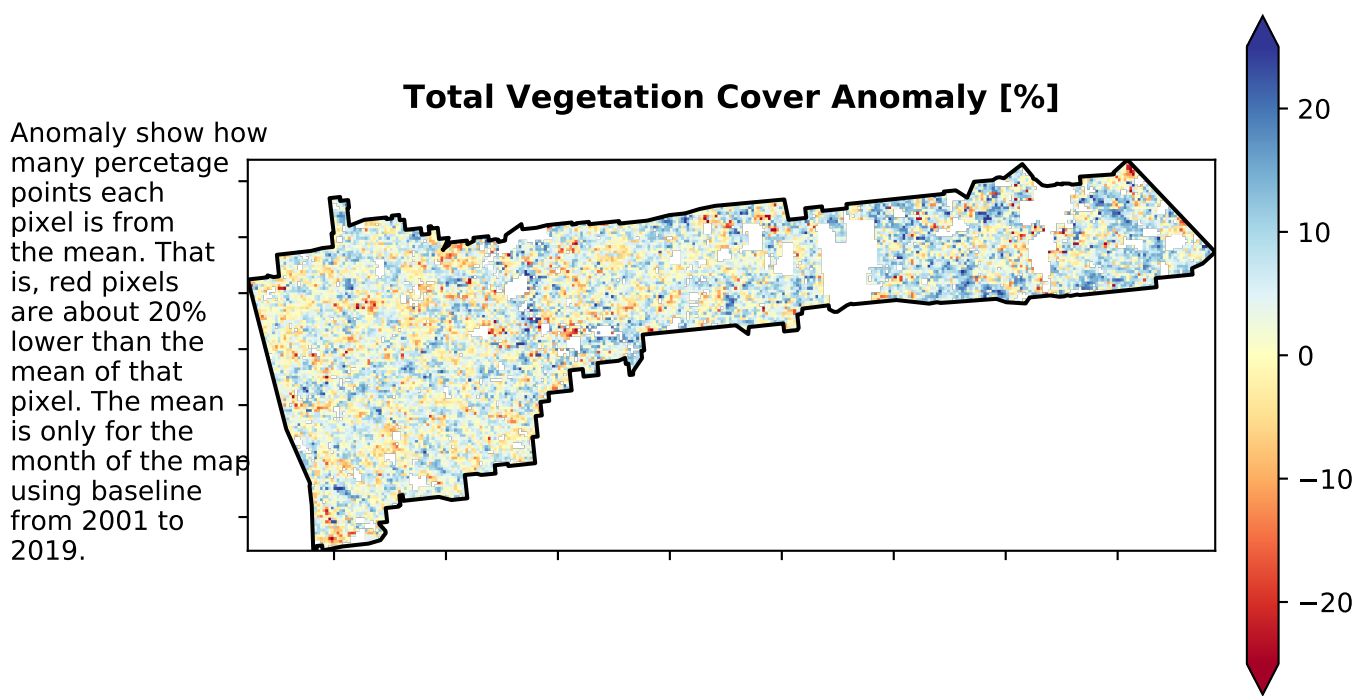 Total Vegetation Cover Anomaly [%]
Anomaly show how
many percetage
points each
pixel is from
the mean. That
is, red pixels
are about 20%
lower than the
mean of that
pixel. The mean
is only for the
month of the map
using baseline
from 2001 to
2019.
20
10
0
−10
−20